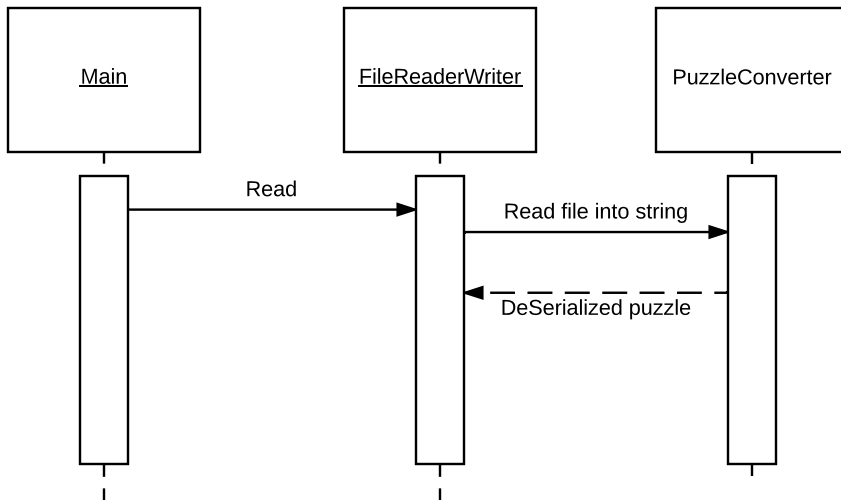 Main
FileReaderWriter
PuzzleConverter
Read
Read file into string
DeSerialized puzzle